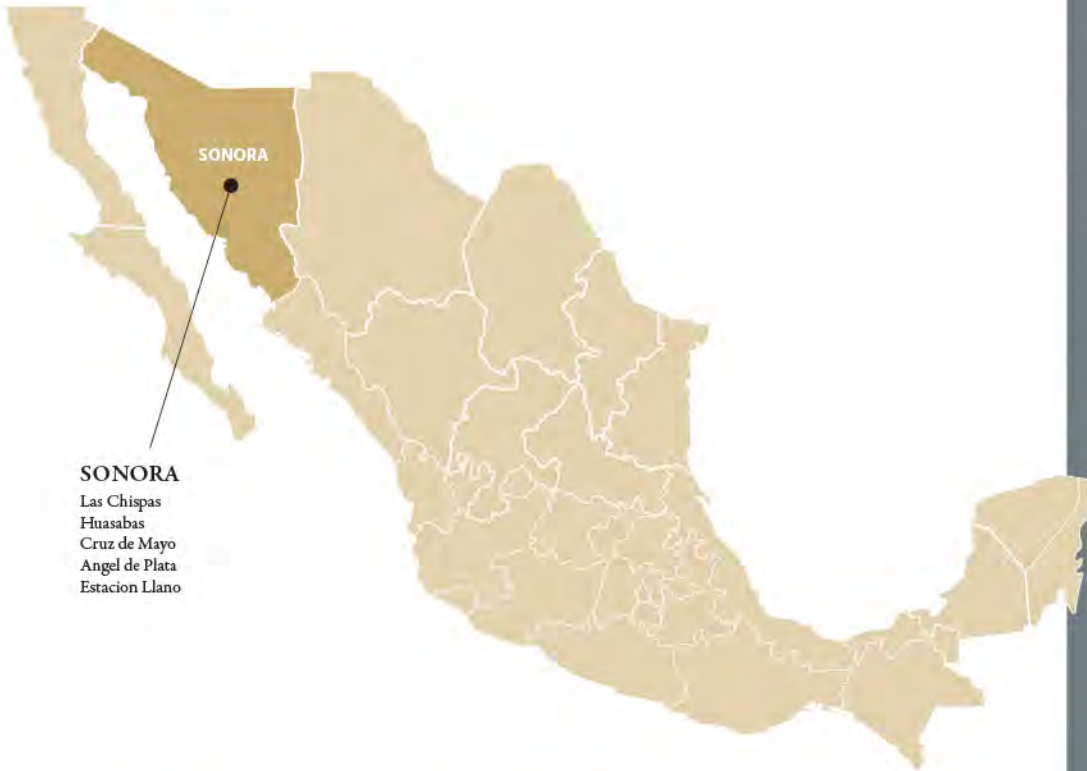 SONORA
SONORA
Las Chispas
Huasabas
Cruz de Mayo
Angel de Plata
Estacion Llano